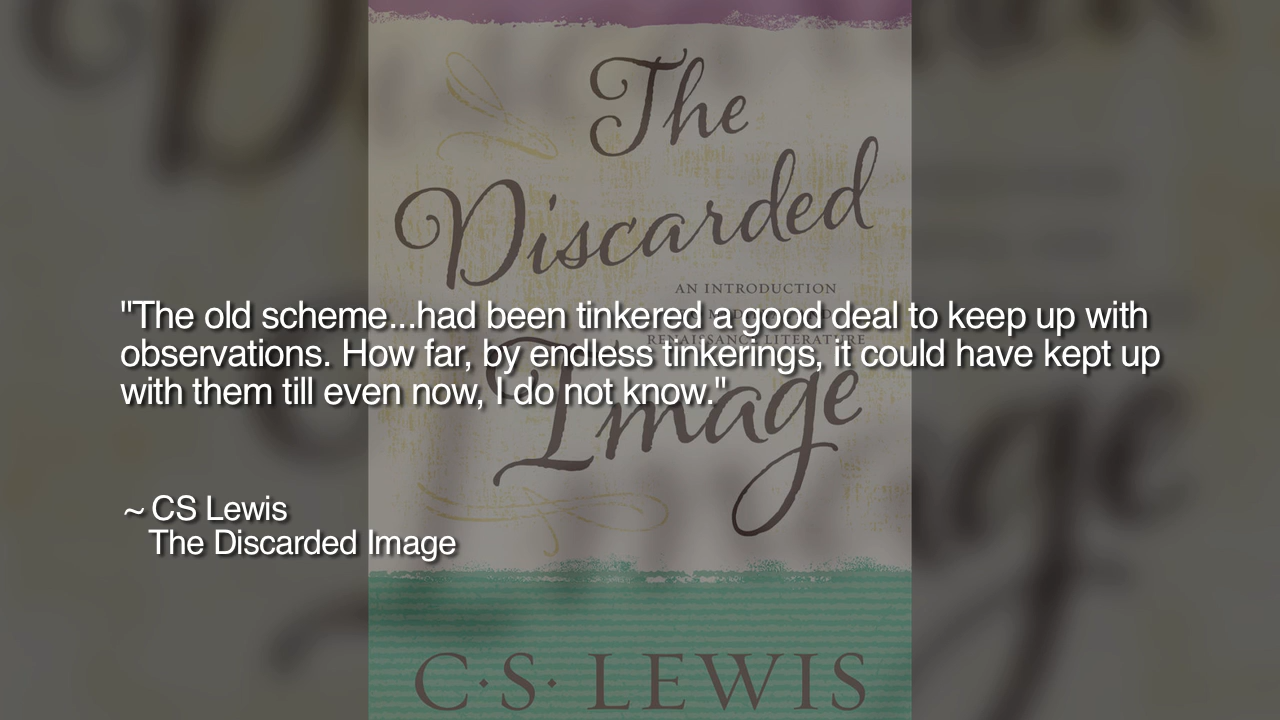 The
Discarded
AN INTRODUCTION
RENAISSANCE LITERATURE
Image
"The old scheme...had been tinkered a good deal to keep up with
observations. How far, by endless tinkerings, it could have kept up
with them till even now, I do not know."
~ CS Lewis
The Discarded Image
C·S· LEWIS